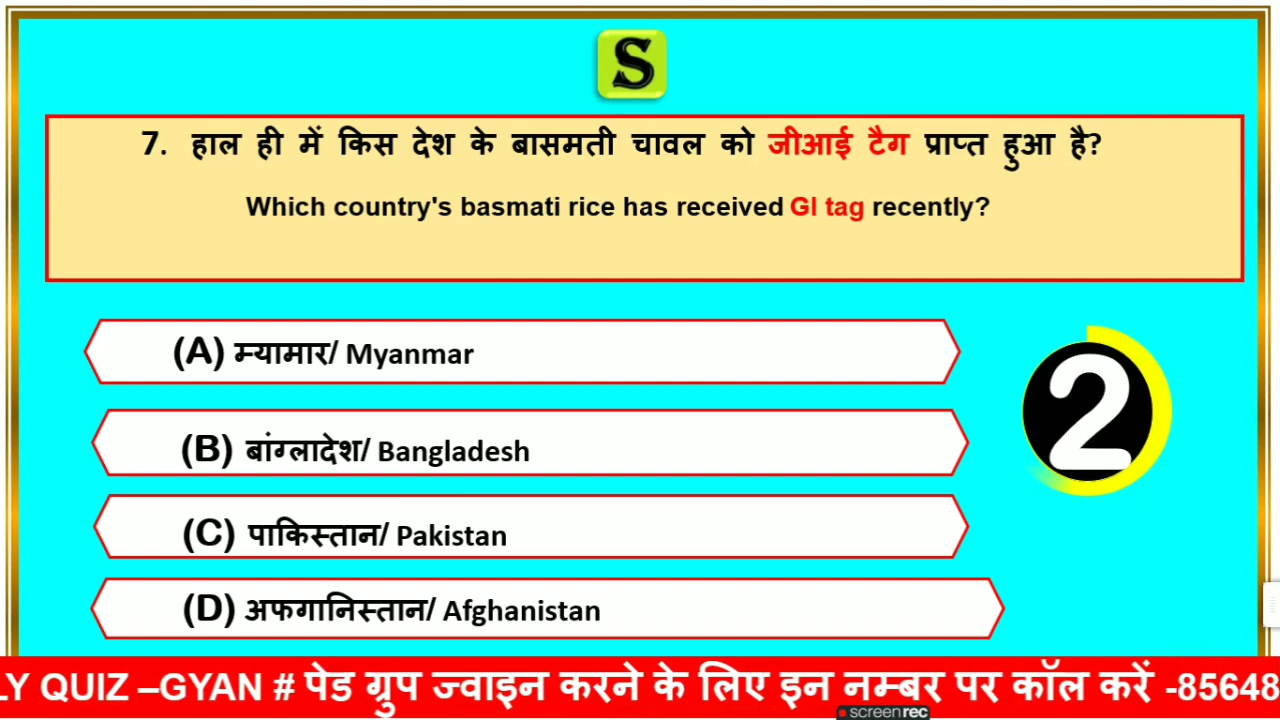 S
7. हाल ही में किस देश के बासमती चावल को जीआई टैग प्राप्त हुआ है?
Which country's basmati rice has received GI tag recently?
(A) म्यामार/ Myanmar
2
(B) बांग्लादेश/ Bangladesh
(C) पाकिस्तान/ Pakistan
(D) अफगानिस्तान/ Afghanistan
LY QUIZ –GYAN # पेड ग्रुप ज्वाइन करने के लिए इन नम्बर पर कॉल करें -85648
screenrec